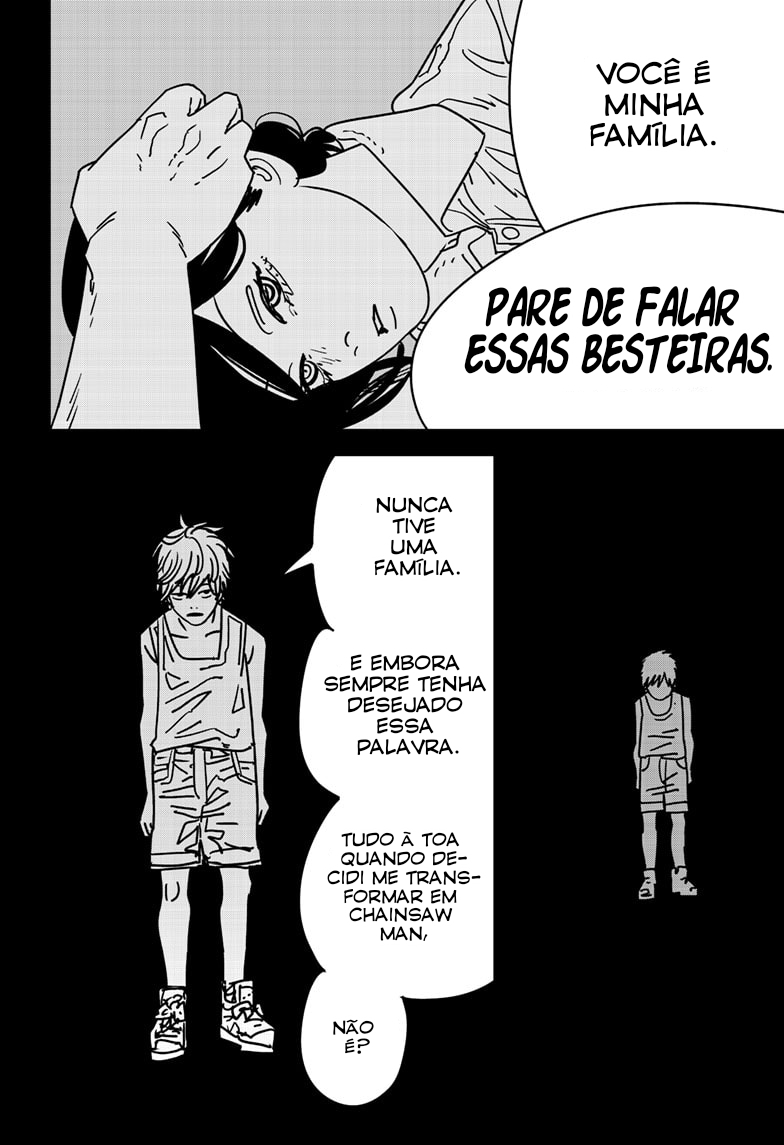 VOCÊ É
MINHA
FAMÍLIA.
PARE DE FALAR
ESSAS BESTEIRAS.
NUNCA
TIVE
UMA
FAMÍLIA.
E EMBORA
SEMPRE TENHA
DESEJADO
ESSA
PALAVRA.
TUDO À TOA
QUANDO DE-
CIDI ME TRANS-
FORMAR EM
CHAINSAW
MAN,
NÃO
É?